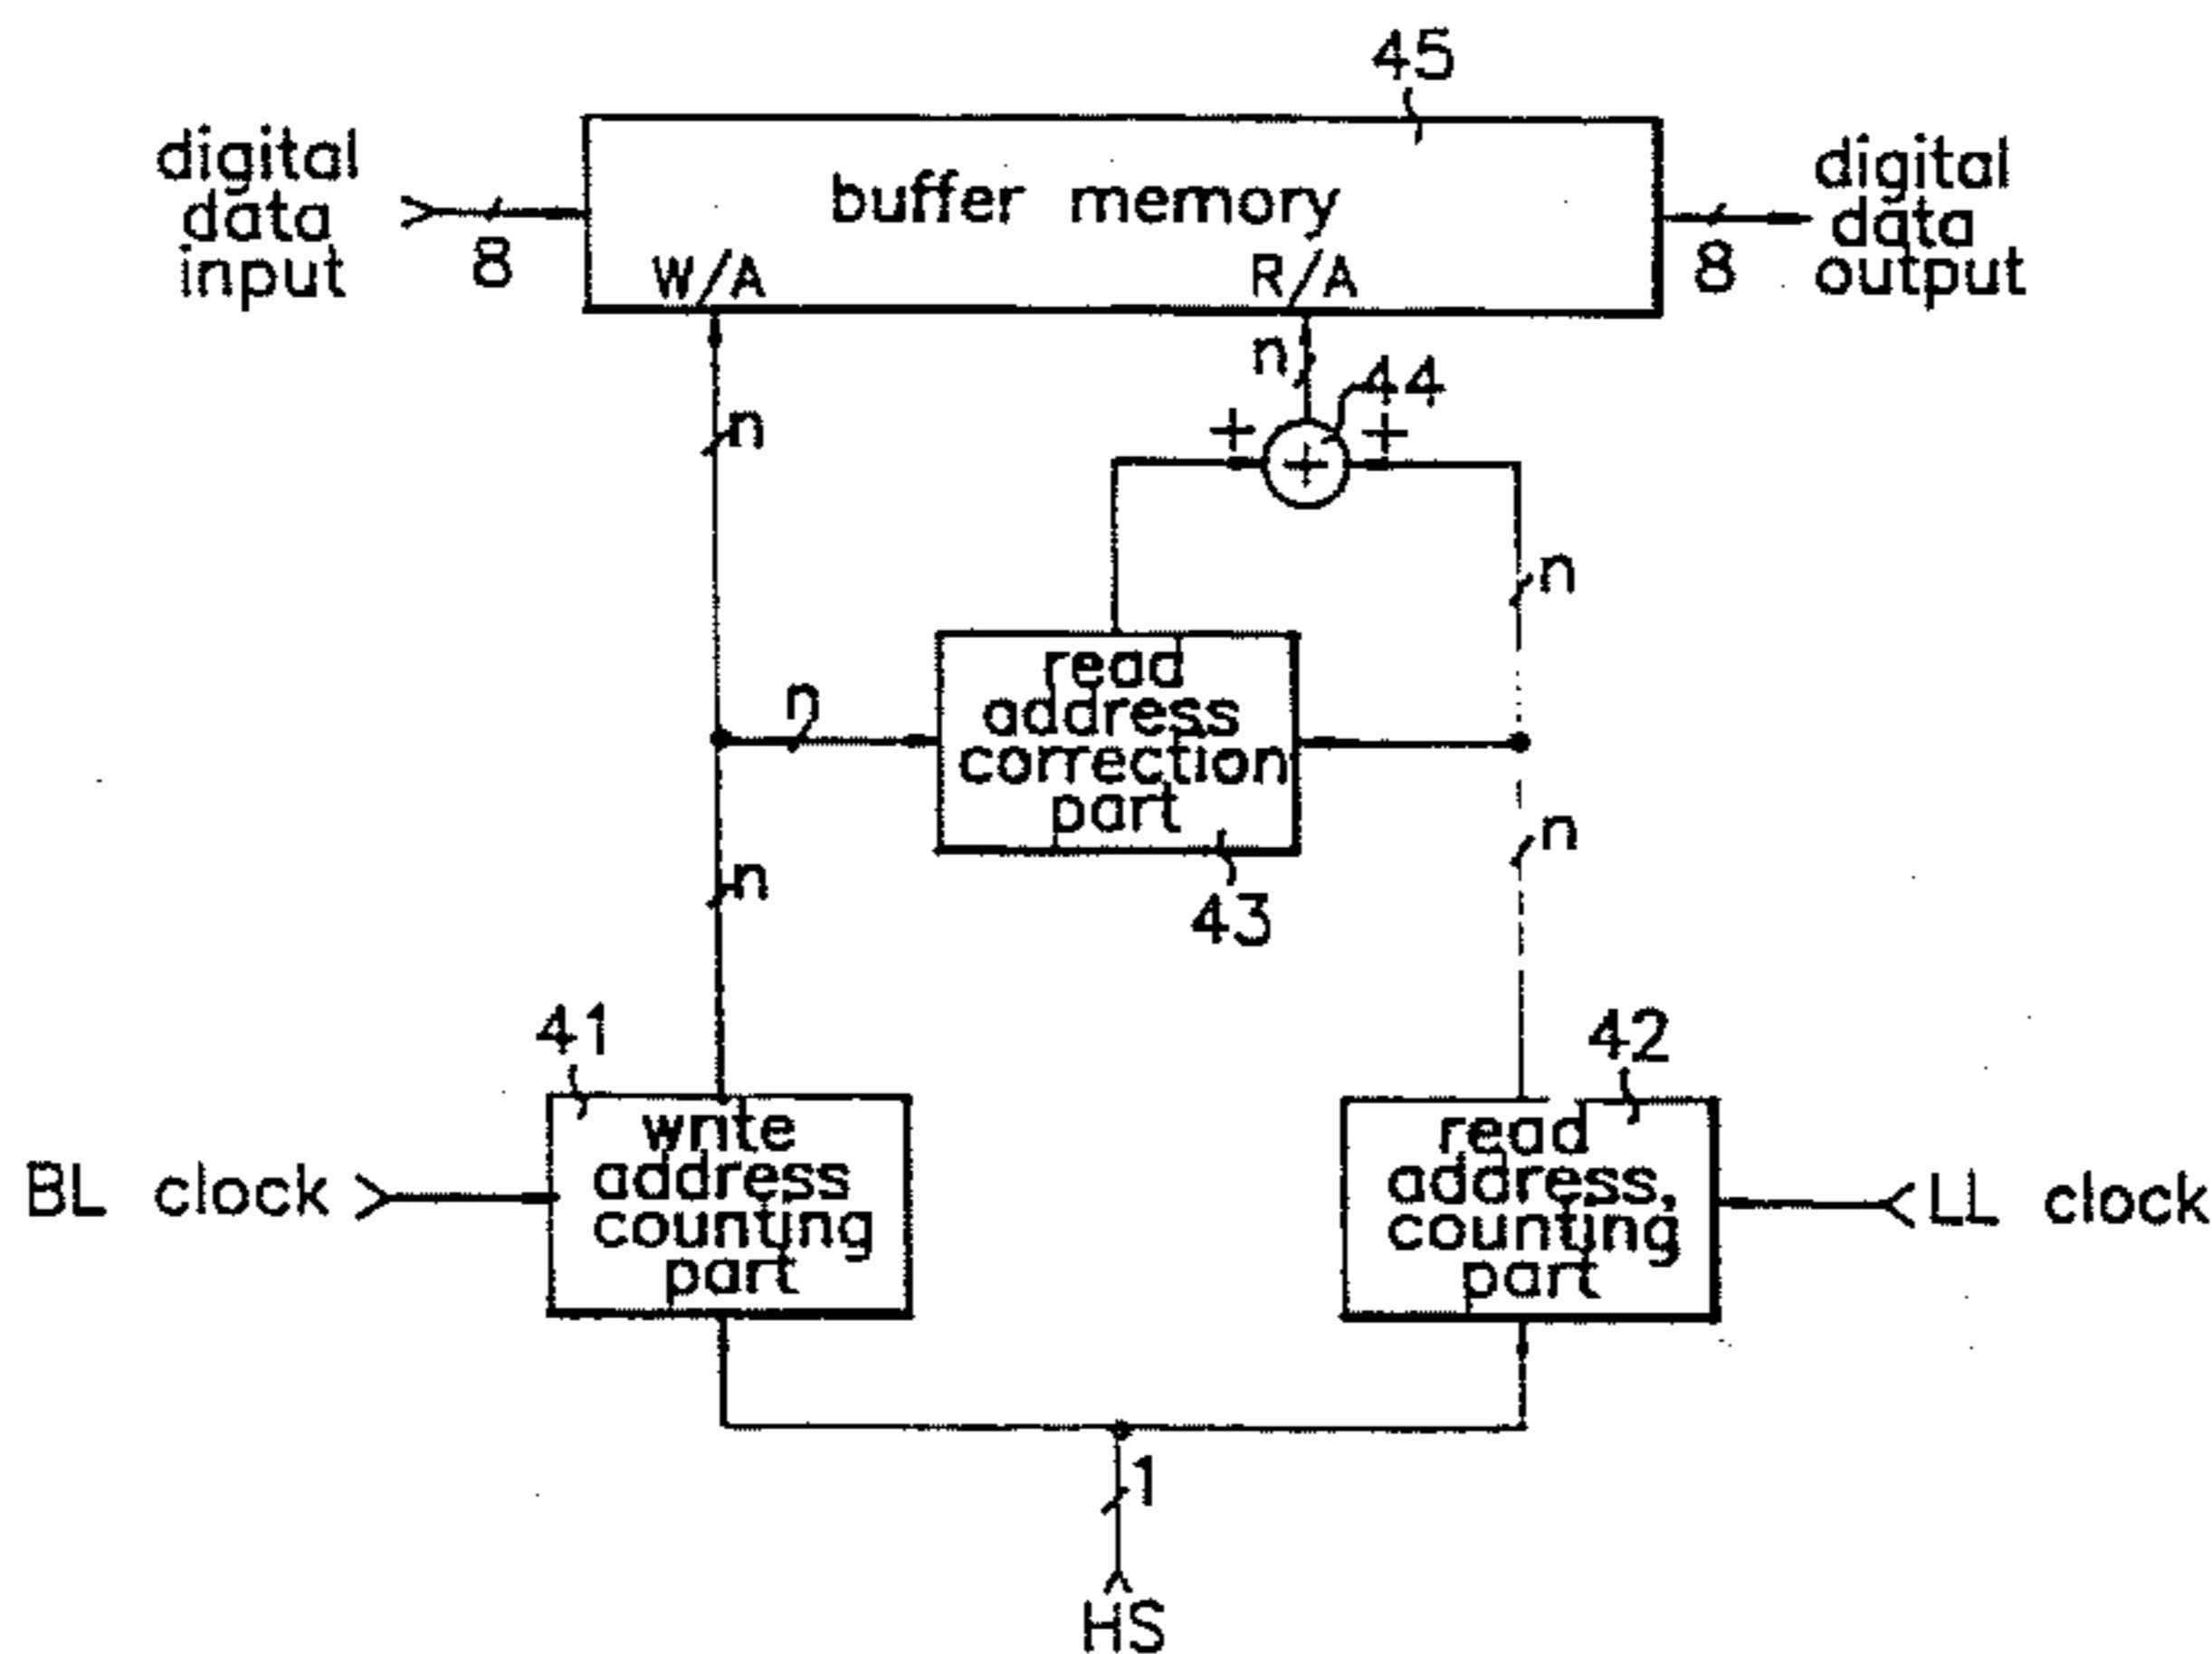 45
digital
data
input
8
buffer memory
W/A
R/A
digital
data
output
8
n
44
+
+
+
n
n
read
address
correction
part
n
n
n
43
41
42
write
address
counting
part
read
address,
counting
part
BL clock
LL clock
1
HS